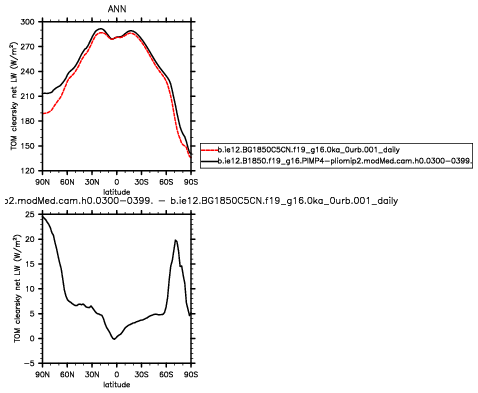 ANN
TOM clearsky net LW (W/m²)
300
270
240
210
180
150
120
90N 60N 30N 0 30S 60S 90S
latitude
b.ie12.BG1850C5CN.f19_g16.0ka_0urb.001_daily
b.ie12.B1850.f19_g16.PlMP4-pliomip2.modMed.cam.h0.0300-0399.
p2.modMed.cam.h0.0300-0399. - b.ie12.BG1850C5CN.f19_g16.0ka_0urb.001_daily
TOM clearsky net LW (W/m²)
25
20
15
10
5
0
-5
90N 60N 30N 0 30S 60S 90S
latitude